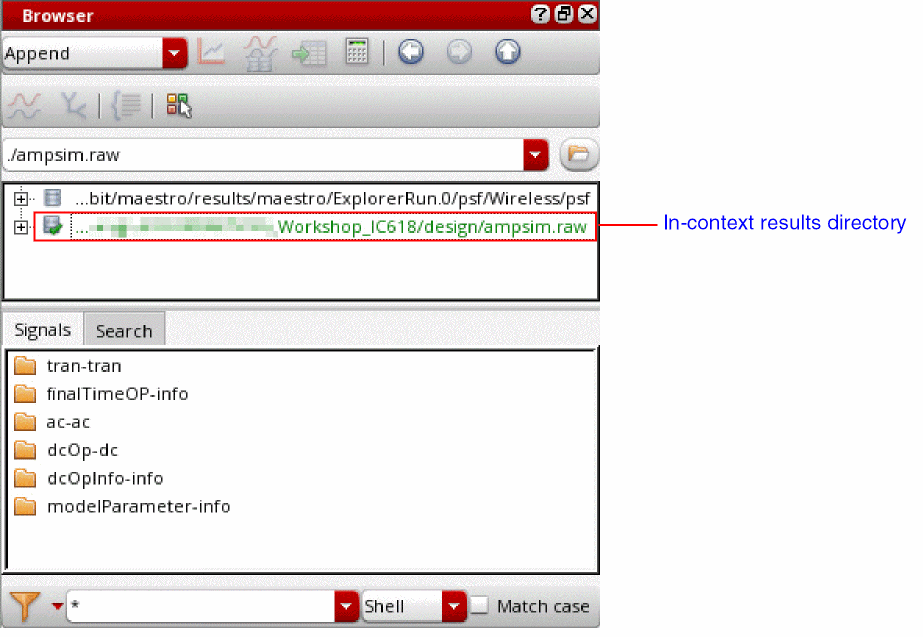 Browser
Append
./ampsim.raw
...bit/maestro/results/maestro/ExplorerRun.0/psf/Wireless/psf
... Workshop_IC618/design/ampsim.raw
In-context results directory
Signals
Search
tran-tran
finalTimeOP-info
ac-ac
dcOp-dc
dcOpInfo-info
modelParameter-info
*
Shell
Match case